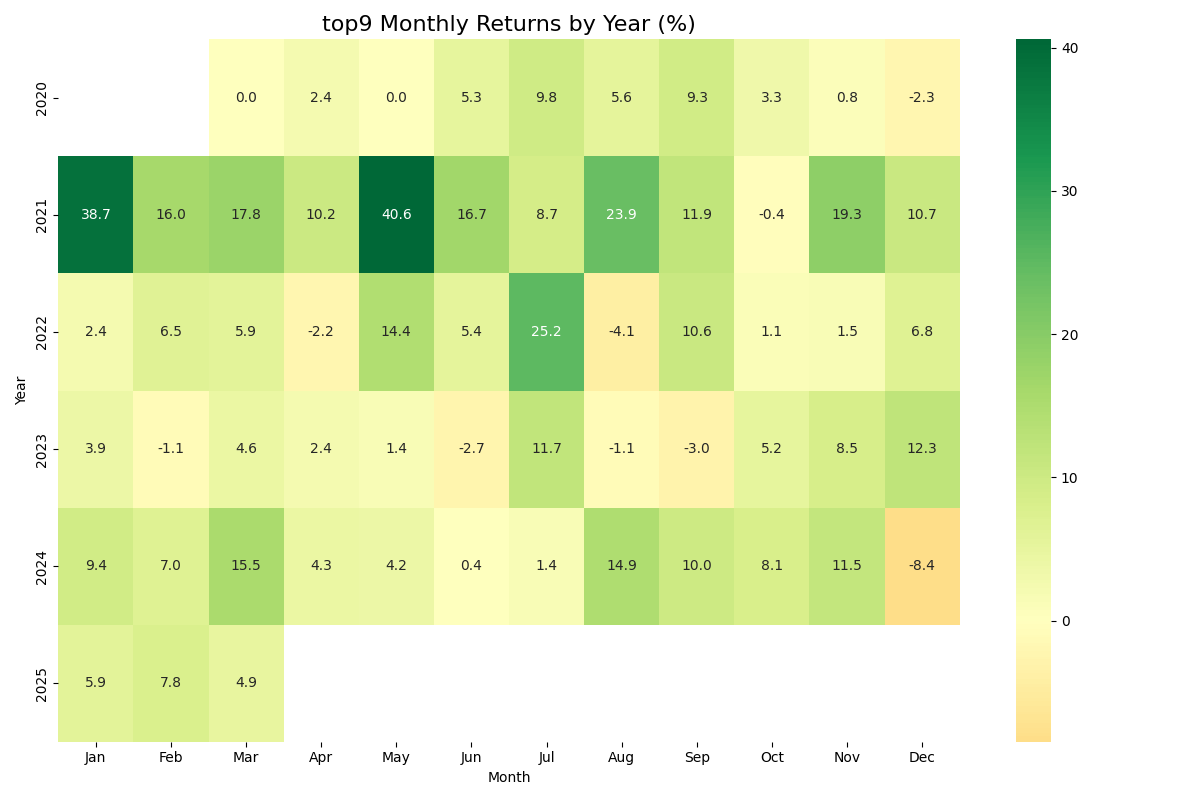 top9 Monthly Returns by Year (%)
2020 0.0 2.4 0.0 5.3 9.8 5.6 9.3 3.3 0.8 -2.3
2021 38.7 16.0 17.8 10.2 40.6 16.7 8.7 23.9 11.9 -0.4 19.3 10.7
2022 2.4 6.5 5.9 -2.2 14.4 5.4 25.2 -4.1 10.6 1.1 1.5 6.8
2023 3.9 -1.1 4.6 2.4 1.4 -2.7 11.7 -1.1 -3.0 5.2 8.5 12.3
2024 9.4 7.0 15.5 4.3 4.2 0.4 1.4 14.9 10.0 8.1 11.5 -8.4
2025 5.9 7.8 4.9
Year
Jan Feb Mar Apr May Jun Jul Aug Sep Oct Nov Dec
Month
40
30
20
10
0